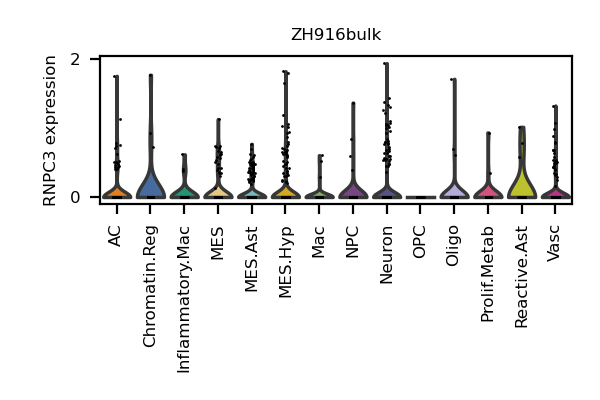 ZH916bulk
RNPC3 expression
2
0
AC
Chromatin.Reg
Inflammatory.Mac
MES
MES.Ast
MES.Hyp
Mac
NPC
Neuron
OPC
Oligo
Prolif.Metab
Reactive.Ast
Vasc